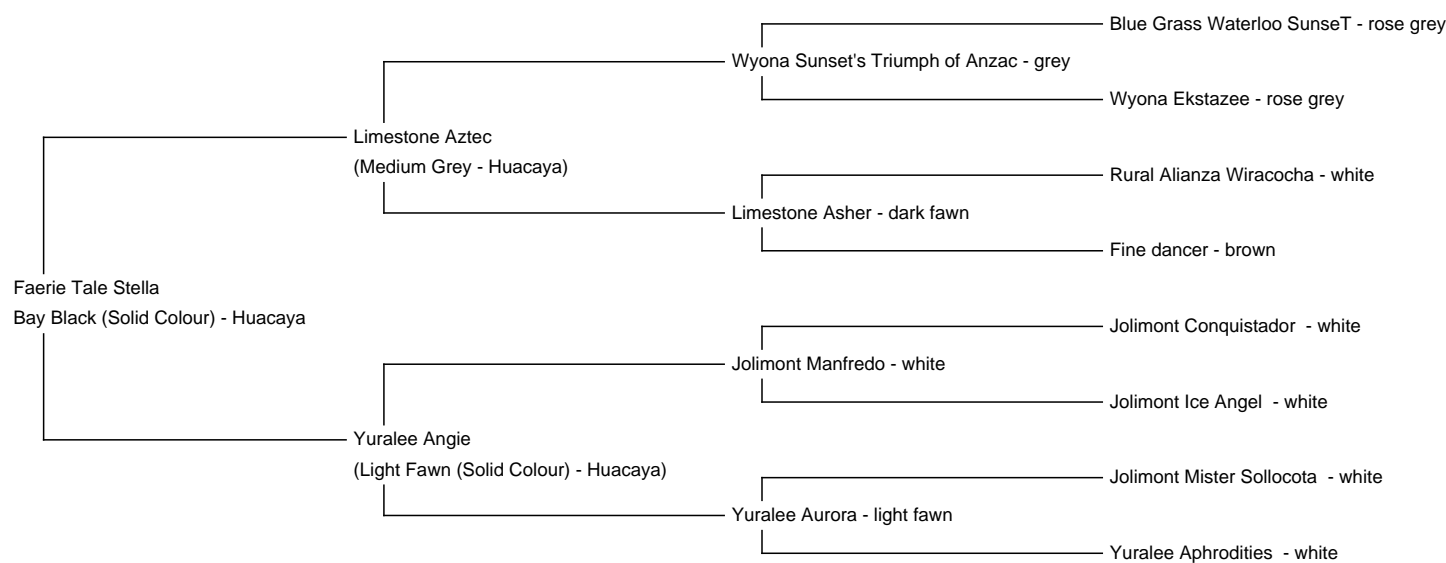 Blue Grass Waterloo SunseT - rose grey
Wyona Sunset's Triumph of Anzac - grey
Wyona Ekstazee - rose grey
Limestone Aztec
(Medium Grey - Huacaya)
Rural Alianza Wiracocha - white
Limestone Asher - dark fawn
Fine dancer - brown
Faerie Tale Stella
Bay Black (Solid Colour) - Huacaya
Jolimont Conquistador - white
Jolimont Manfredo - white
Jolimont Ice Angel - white
Yuralee Angie
(Light Fawn (Solid Colour) - Huacaya)
Jolimont Mister Sollocota - white
Yuralee Aurora - light fawn
Yuralee Aphrodities - white